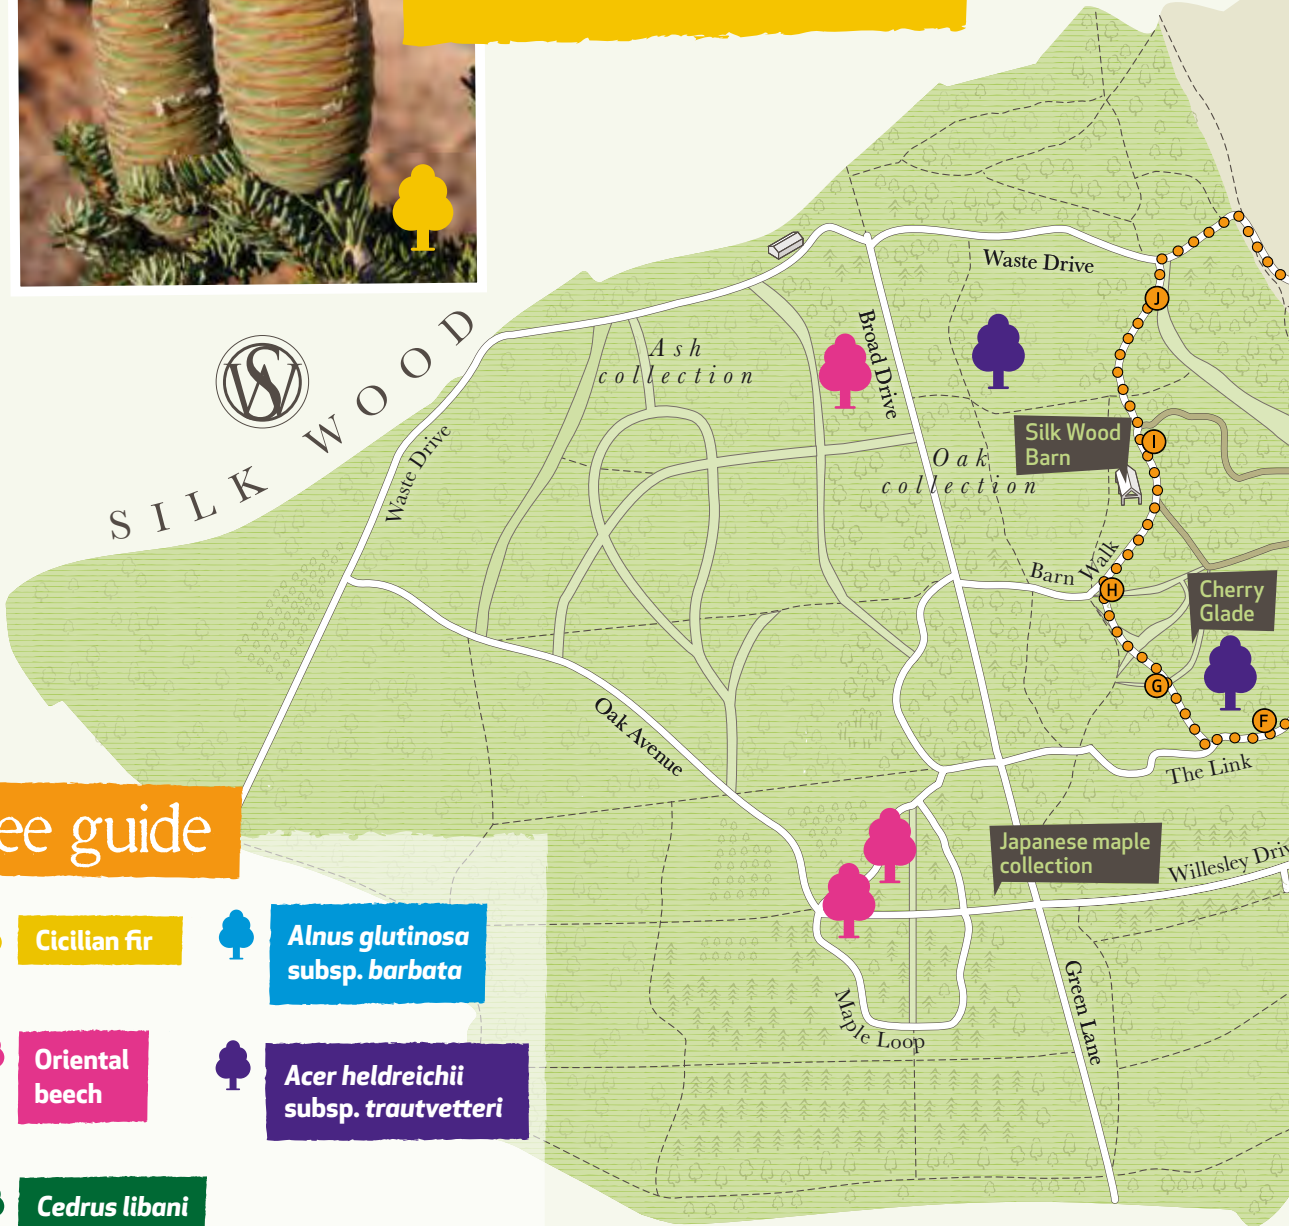 SILK WOOD
WS
Waste Drive
Ash
collection
Broad Drive
Waste Drive
J
Silk Wood
Barn
I
Oak
collection
Barn Walk
H
Cherry
Glade
G
F
The Link
Oak Avenue
Japanese maple
collection
Willesley Driv
Green Lane
Maple Loop
ee guide
Cicilian fir
Alnus glutinosa
subsp. barbata
Oriental
beech
Acer heldreichii
subsp. trautvetteri
Cedrus libani